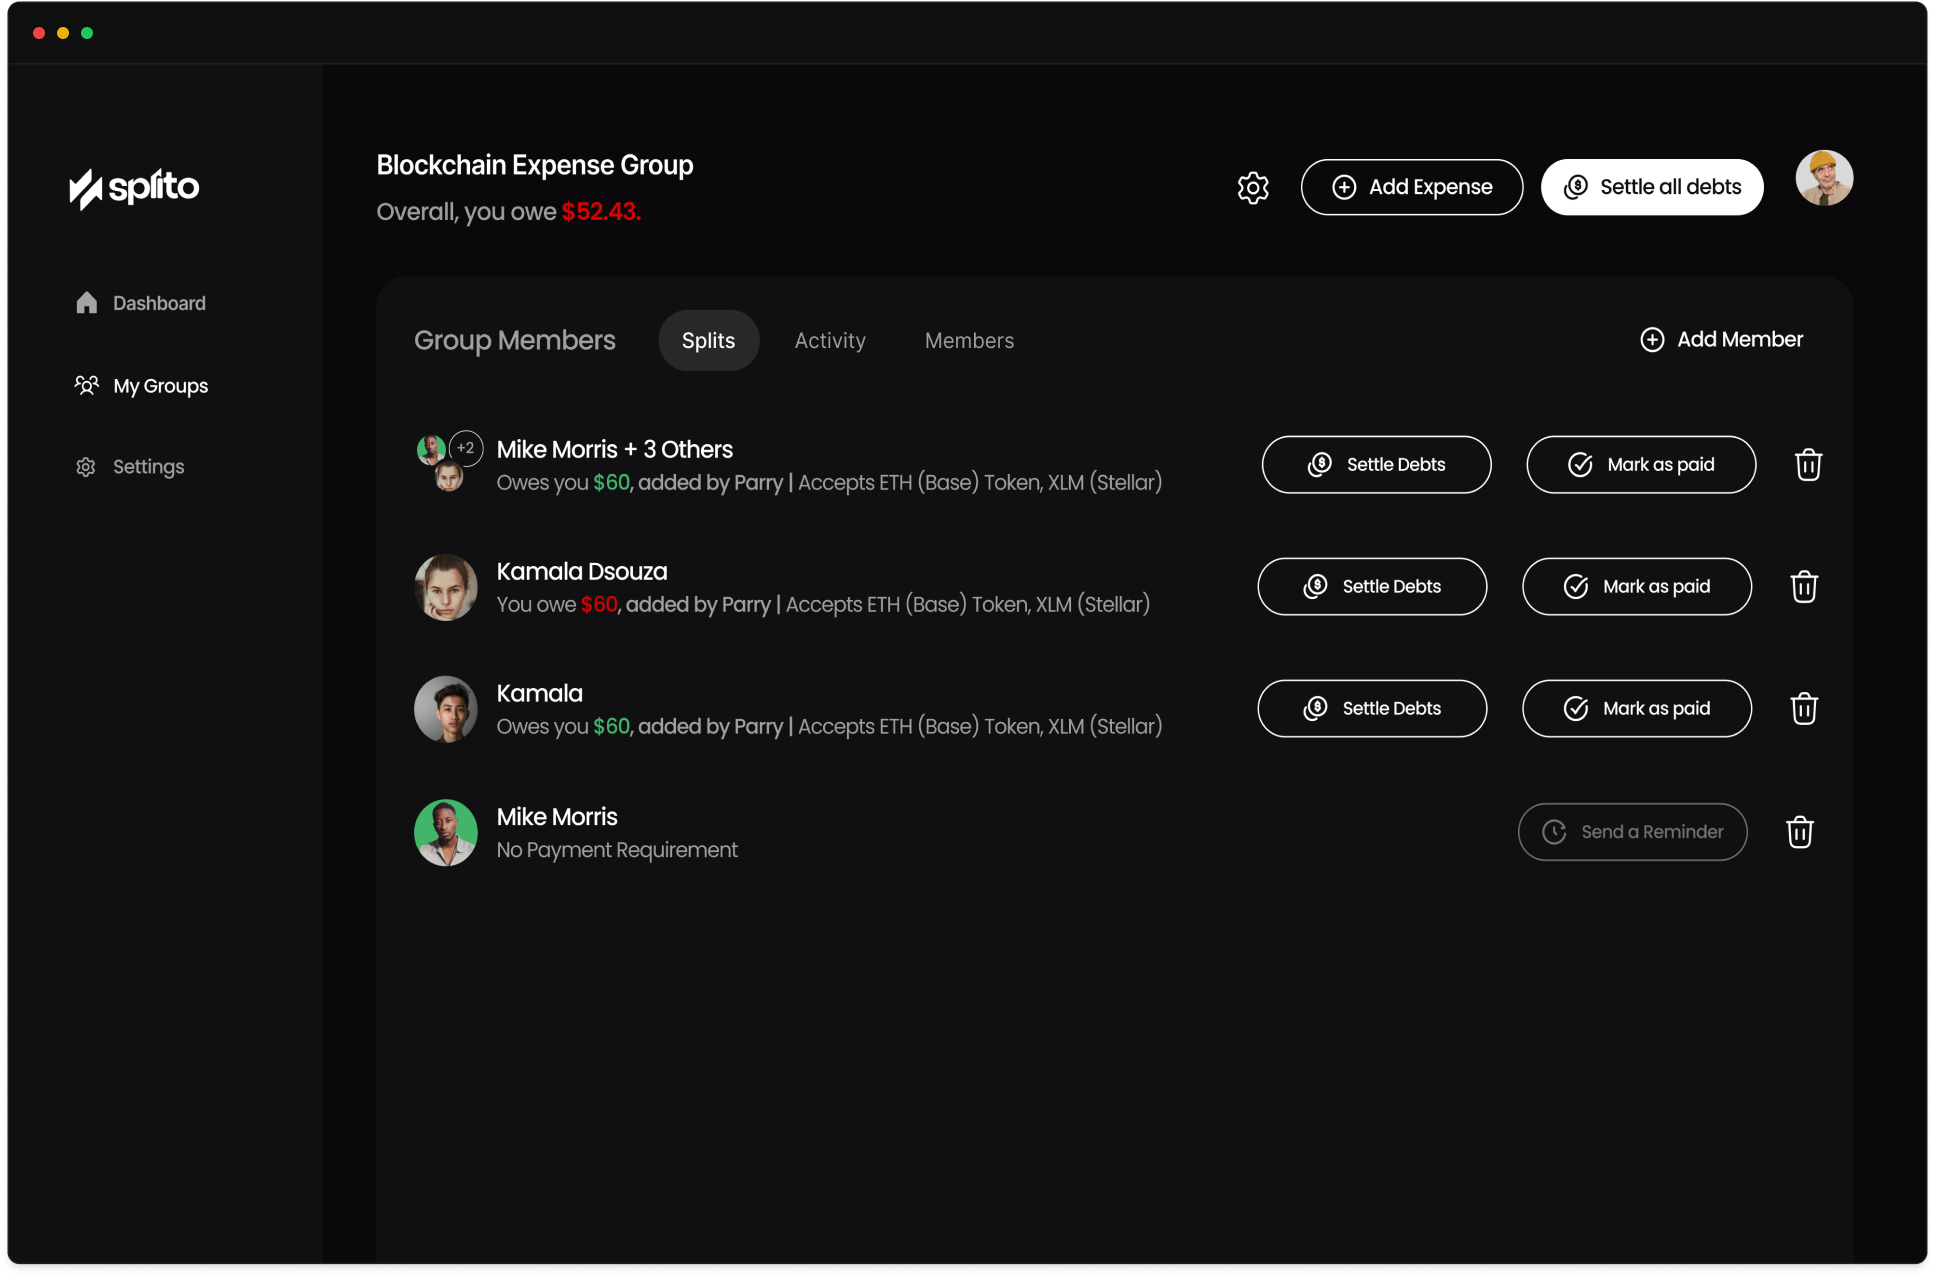 splito
Dashboard
My Groups
Settings
Blockchain Expense Group
Overall, you owe $52.43.
Add Expense
Settle all debts
Group Members
Splits
Activity
Members
Add Member
+2
Mike Morris + 3 Others
Owes you $60, added by Parry | Accepts ETH (Base) Token, XLM (Stellar)
Settle Debts
Mark as paid
Kamala Dsouza
You owe $60, added by Parry | Accepts ETH (Base) Token, XLM (Stellar)
Settle Debts
Mark as paid
Kamala
Owes you $60, added by Parry | Accepts ETH (Base) Token, XLM (Stellar)
Settle Debts
Mark as paid
Mike Morris
No Payment Requirement
Send a Reminder